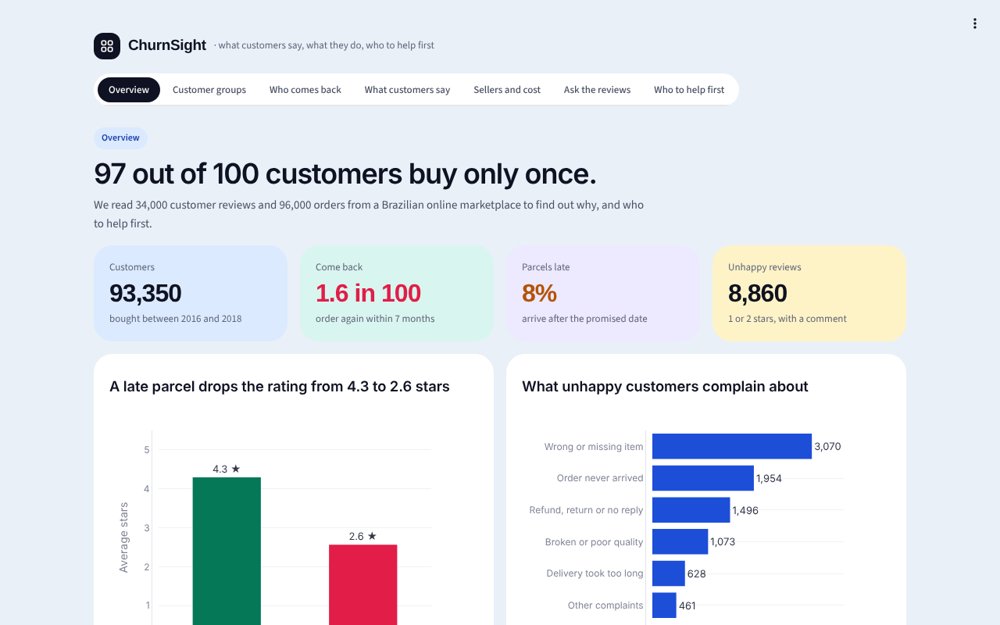 ChurnSight · what customers say, what they do, who to help first
Overview Customer groups Who comes back What customers say Sellers and cost Ask the reviews Who to help first
Overview
97 out of 100 customers buy only once.
We read 34,000 customer reviews and 96,000 orders from a Brazilian online marketplace to find out why, and who
to help first.
Customers
93,350
bought between 2016 and 2018
Come back
1.6 in 100
order again within 7 months
Parcels late
8%
arrive after the promised date
Unhappy reviews
8,860
1 or 2 stars, with a comment
A late parcel drops the rating from 4.3 to 2.6 stars
Average stars
5
4
3
2
1
4.3 ★
2.6 ★
What unhappy customers complain about
Wrong or missing item 3,070
Order never arrived 1,954
Refund, return or no reply 1,496
Broken or poor quality 1,073
Delivery took too long 628
Other complaints 461